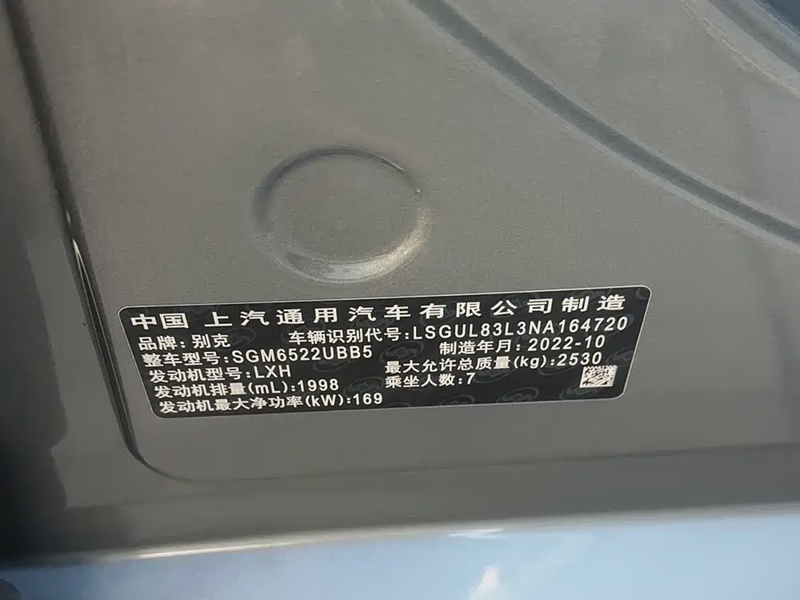 中国 上汽通用汽车有限公司制造
品牌:别克 车辆识别代号:LSGUL83L3NA164720
整车型号:SGM6522UBB5 制造年月:2022-10
发动机型号:LXH 最大允许总质量(kg):2530
发动机排量(mL):1998 乘坐人数:7
发动机最大净功率(kW):169